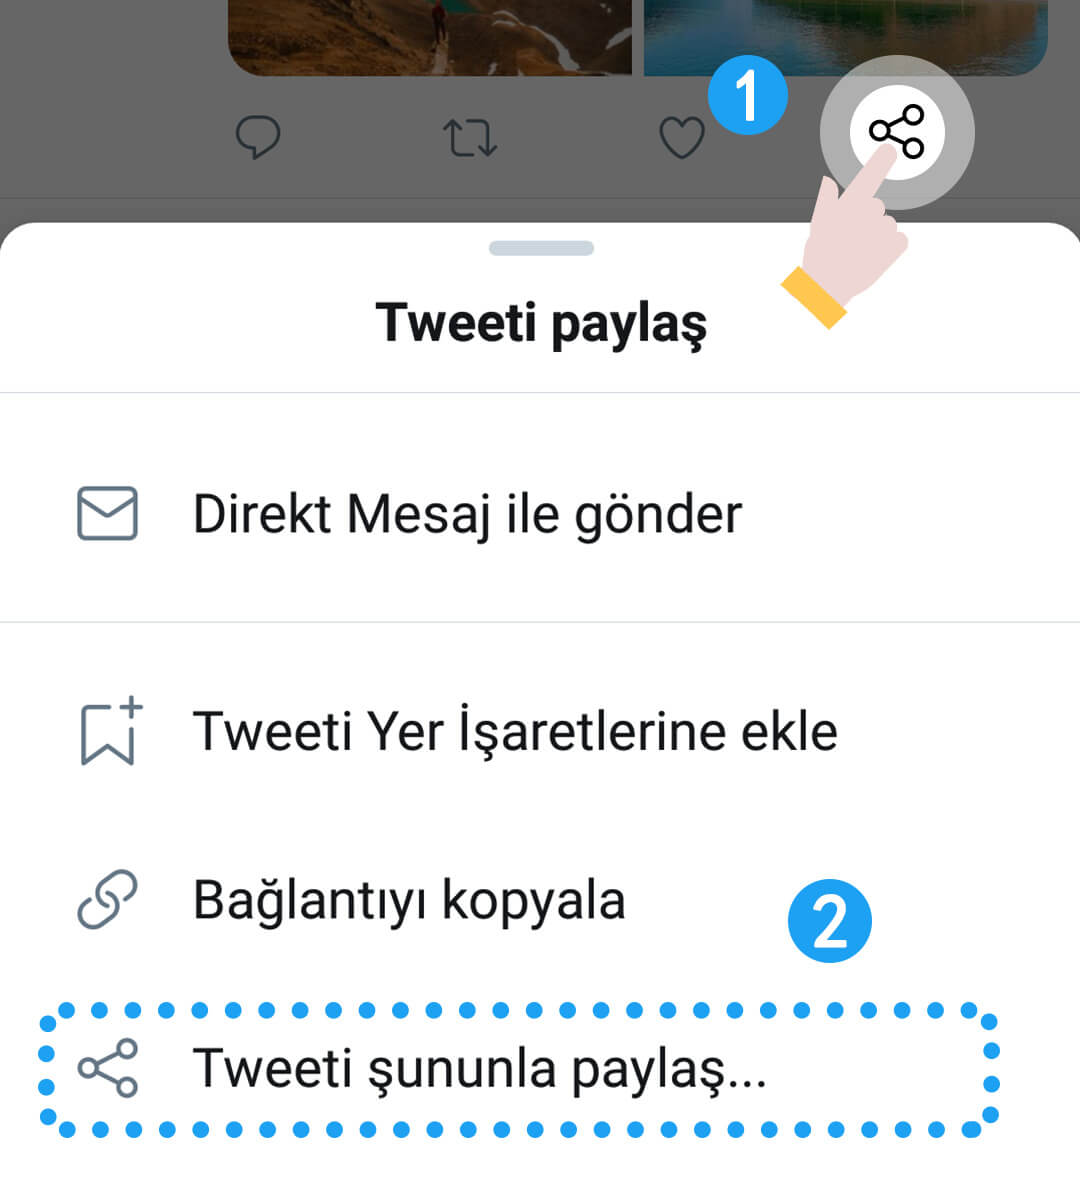 1
Tweeti paylaş
Direkt Mesaj ile gönder
Tweeti Yer İşaretlerine ekle
Bağlantıyı kopyala
2
Tweeti şununla paylaş...